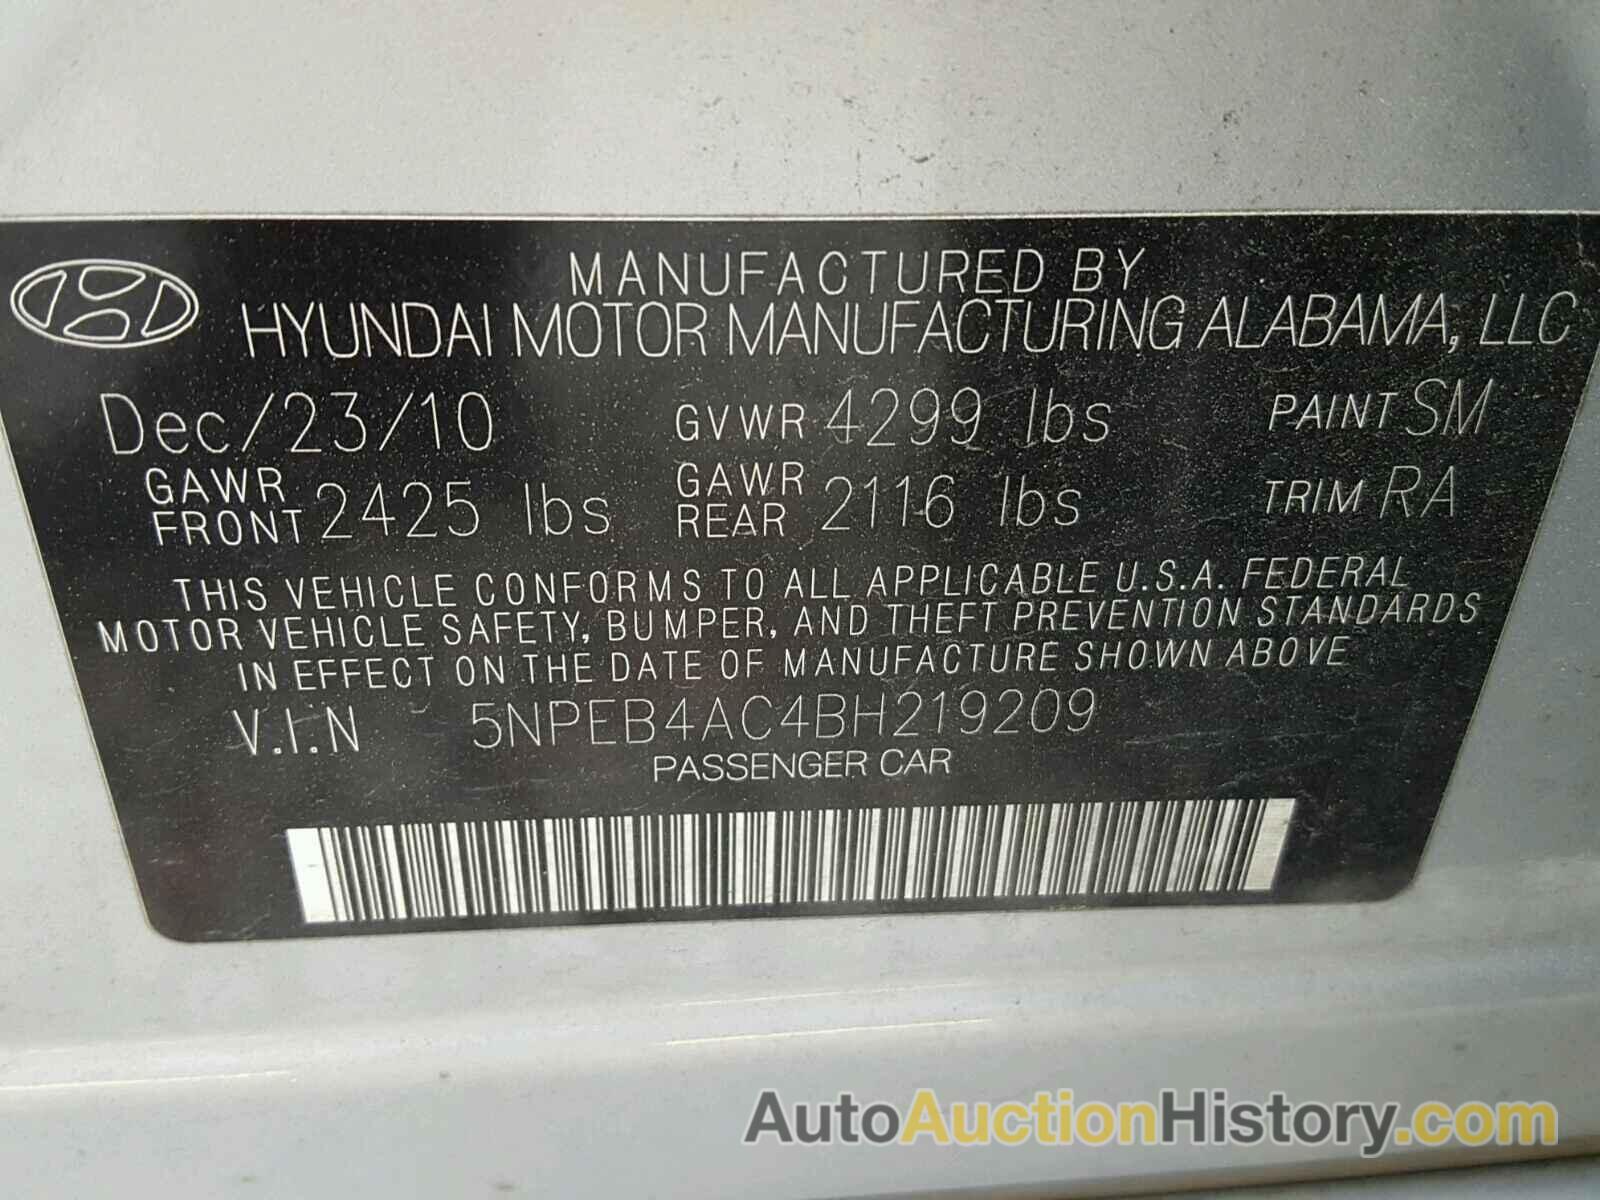 MANUFACTURED BY
HYUNDAI MOTOR MANUFACTURING ALABAMA, LLC
Dec/23/10 GVWR 4299 lbs PAINT SM
GAWR FRONT 2425 lbs GAWR REAR 2116 lbs TRIM RA
THIS VEHICLE CONFORMS TO ALL APPLICABLE U.S.A. FEDERAL
MOTOR VEHICLE SAFETY, BUMPER, AND THEFT PREVENTION STANDARDS
IN EFFECT ON THE DATE OF MANUFACTURE SHOWN ABOVE
V.I.N 5NPEB4AC4BH219209
PASSENGER CAR
AutoAuctionHistory.com